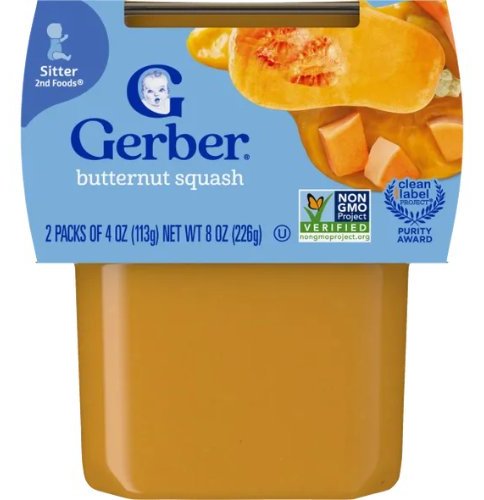 Sitter
2nd Foods®
Gerber®
butternut squash
2 PACKS OF 4 OZ (113g) NET WT 8 OZ (226g)
U
NON
GMO
Project
VERIFIED
nongmoproject.org
clean
label
PROJECT™
PURITY
AWARD